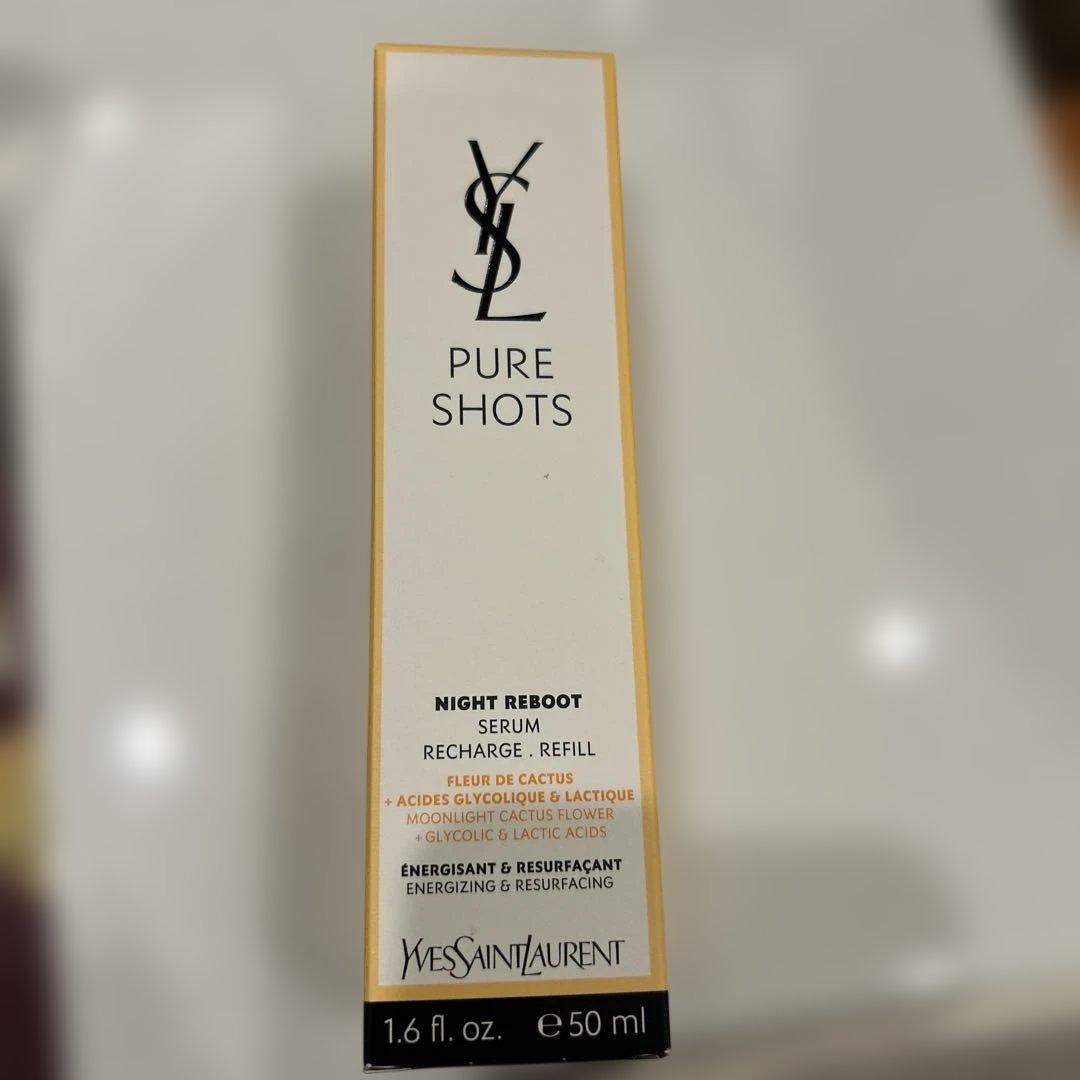 YSL
PURE
SHOTS
NIGHT REBOOT
SERUM
RECHARGE . REFILL
FLEUR DE CACTUS
+ ACIDES GLYCOLIQUE & LACTIQUE
MOONLIGHT CACTUS FLOWER
+ GLYCOLIC & LACTIC ACIDS
ÉNERGISANT & RESURFAÇANT
ENERGIZING & RESURFACING
YVESSAINTLAURENT
1.6 fl. oz. ℮ 50 ml